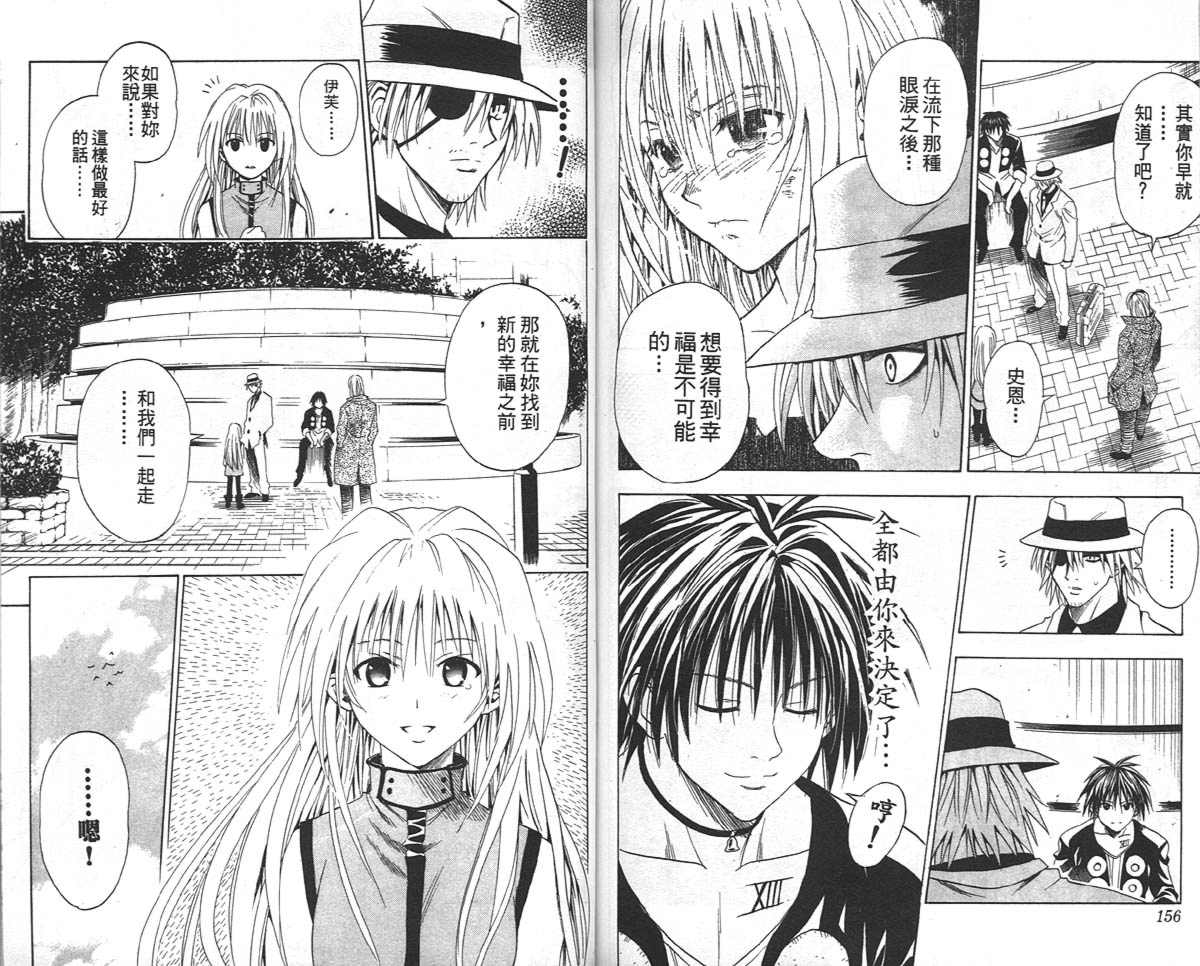 其實你早就
……
知道了吧？
史恩…
在流下那種
眼淚之後…
想要得到幸
福是不可能
的…
………
全都由你來決定了…
哼！
XIII
XIII
156
……！
伊芙……
如果對妳
來說……
這樣做最好
的話……
那就在妳找到
新的幸福之前
，
和我們一起走
………
……嗯！